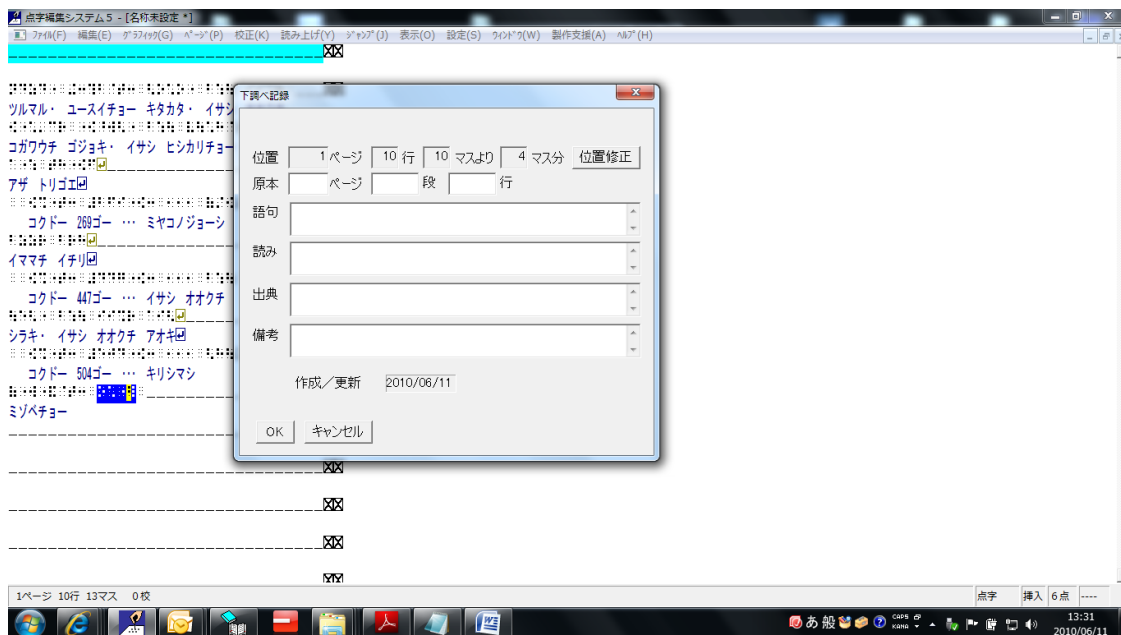 点字編集システム５ - [名称未設定 *]
ﾌｧｲﾙ(F) 編集(E) ｸﾞﾗﾌｨｯｸ(G) ﾍﾟｰｼﾞ(P) 校正(K) 読み上げ(Y) ｼﾞｬﾝﾌﾟ(J) 表示(O) 設定(S) ｳｨﾝﾄﾞｳ(W) 製作支援(A) ﾍﾙﾌﾟ(H)
ツルマル・ ユースイチョー キタカタ・ イサシ
コガワウチ ゴジョキ・ イサシ ヒシカリチョー
アザ トリゴエ
コクドー 269ゴー … ミヤコノジョーシ
イママチ イチリ
コクドー 447ゴー … イサシ オオクチ
シラキ・ イサシ オオクチ アオキ
コクドー 504ゴー … キリシマシ
ミゾベチョー
下調べ記録
位置 1 ページ 10 行 10 マスより 4 マス分 位置修正
原本 ページ 段 行
語句
読み
出典
備考
作成／更新 2010/06/11
OK キャンセル
1ページ 10行 13マス 0校 点字 挿入 6点 ----
あ 般 CAPS KANA 13:31
2010/06/11